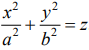 x²/a² + y²/b² = z